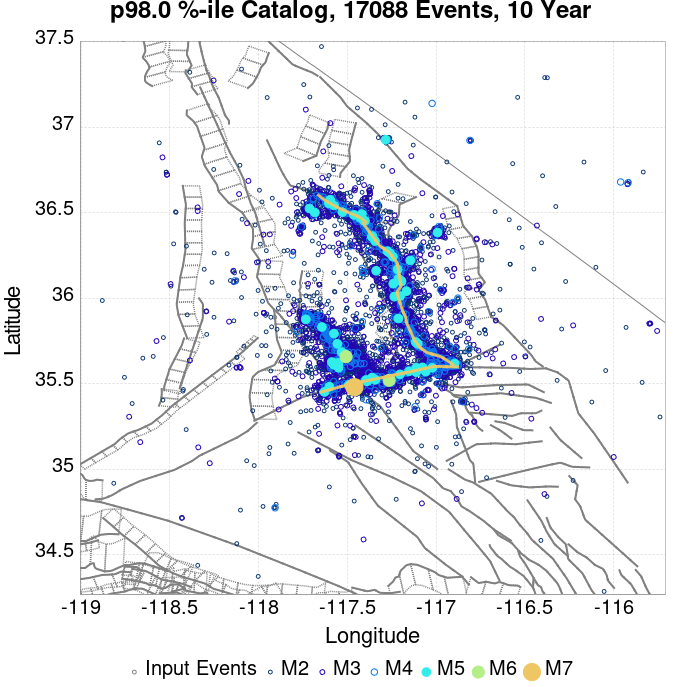 p98.0 %-ile Catalog, 17088 Events, 10 Year
37.5
37
36.5
36
35.5
35
34.5
Latitude
-119 -118.5 -118 -117.5 -117 -116.5 -116
Longitude
Input Events M2 M3 M4 M5 M6 M7